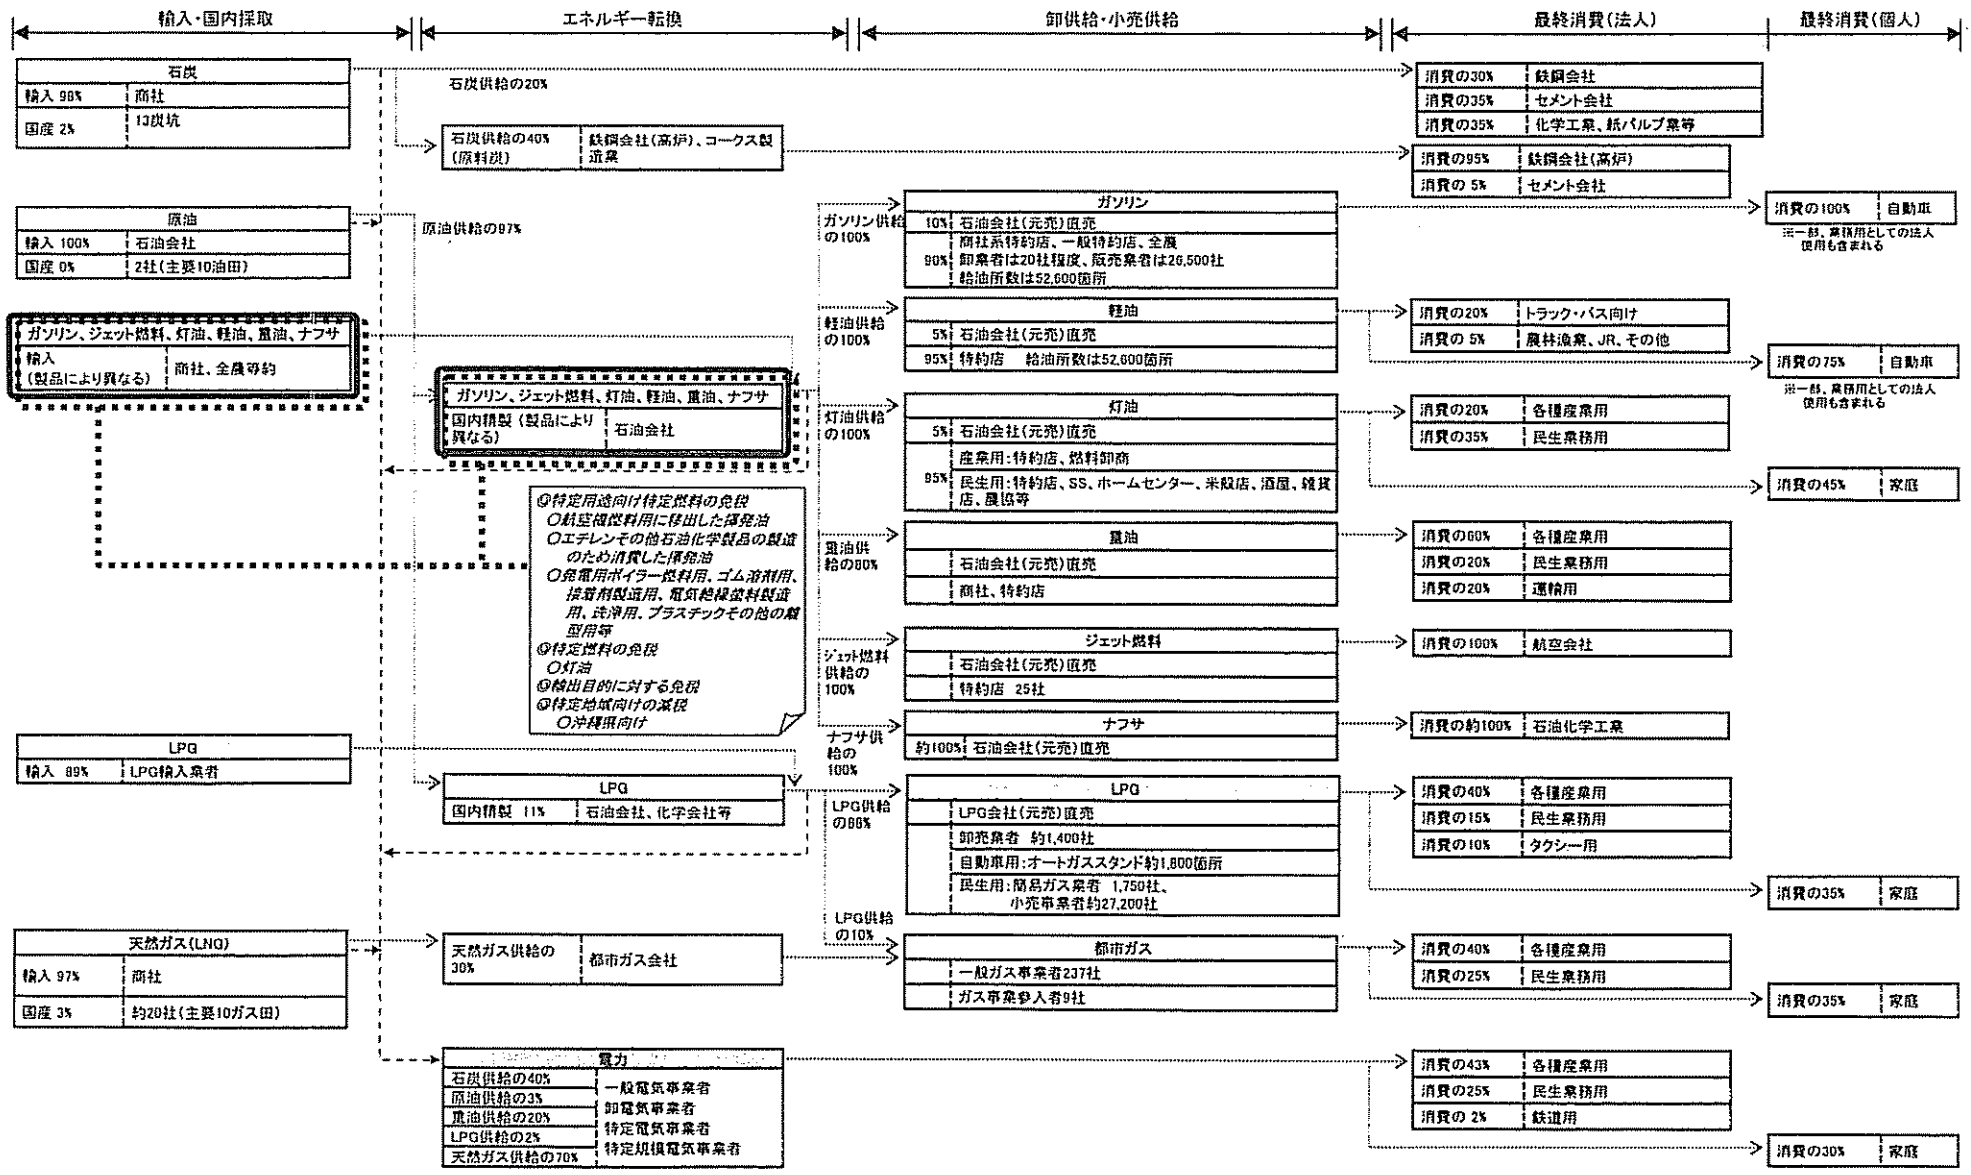 輸入・国内採取
エネルギー転換
卸供給・小売供給
最終消費(法人)
最終消費(個人)
石炭
輸入 98%
商社
国産 2%
13炭坑
石炭供給の20%
消費の30%
鉄鋼会社
消費の35%
セメント会社
消費の35%
化学工業、紙パルプ業等
石炭供給の40%
(原料炭)
鉄鋼会社(高炉)、コークス製
造業
消費の95%
鉄鋼会社(高炉)
消費の 5%
セメント会社
原油
輸入 100%
石油会社
国産 0%
2社(主要10油田)
原油供給の97%
ガソリン供給
の100%
ガソリン
10%
石油会社(元売)直売
90%
商社系特約店、一般特約店、全農
卸業者は20社程度、販売業者は26,500社
給油所数は52,600箇所
消費の100%
自動車
※一部、業務用としての法人
使用も含まれる
ガソリン、ジェット燃料、灯油、軽油、重油、ナフサ
輸入
(製品により異なる)
商社、全農等約
軽油供給
の100%
軽油
5%
石油会社(元売)直売
95%
特約店 給油所数は52,600箇所
消費の20%
トラック・バス向け
消費の 5%
農林漁業、JR、その他
消費の75%
自動車
※一部、業務用としての法人
使用も含まれる
ガソリン、ジェット燃料、灯油、軽油、重油、ナフサ
国内精製 (製品により
異なる)
石油会社
灯油供給
の100%
灯油
5%
石油会社(元売)直売
95%
産業用:特約店、燃料卸商
民生用:特約店、SS、ホームセンター、米穀店、酒屋、雑貨
店、農協等
消費の20%
各種産業用
消費の35%
民生業務用
消費の45%
家庭
◎特定用途向け特定燃料の免税
○航空機燃料用に移出した揮発油
○エチレンその他石油化学製品の製造
のため消費した揮発油
○発電用ボイラー燃料用、ゴム溶剤用、
接着剤製造用、電気絶縁塗料製造
用、洗浄用、プラスチックその他の離
型用等
◎特定燃料の免税
○灯油
◎輸出目的に対する免税
◎特定地域向けの減税
○沖縄県向け
重油供
給の80%
重油
石油会社(元売)直売
商社、特約店
消費の60%
各種産業用
消費の20%
民生業務用
消費の20%
運輸用
ジェット燃料
供給の
100%
ジェット燃料
石油会社(元売)直売
特約店 25社
消費の100%
航空会社
ナフサ供
給の
100%
ナフサ
約100%
石油会社(元売)直売
消費の約100%
石油化学工業
LPG
輸入 89%
LPG輸入業者
LPG
国内精製 11%
石油会社、化学会社等
LPG供給
の88%
LPG
LPG会社(元売)直売
卸売業者 約1,400社
自動車用:オートガススタンド約1,800箇所
民生用:簡易ガス業者 1,750社、
小売事業者約27,200社
消費の40%
各種産業用
消費の15%
民生業務用
消費の10%
タクシー用
消費の35%
家庭
LPG供給
の10%
天然ガス(LNG)
輸入 97%
商社
国産 3%
約20社(主要10ガス田)
天然ガス供給の
30%
都市ガス会社
都市ガス
一般ガス事業者237社
ガス事業参入者9社
消費の40%
各種産業用
消費の25%
民生業務用
消費の35%
家庭
電力
石炭供給の40%
原油供給の3%
重油供給の20%
LPG供給の2%
天然ガス供給の70%
一般電気事業者
卸電気事業者
特定電気事業者
特定規模電気事業者
消費の43%
各種産業用
消費の25%
民生業務用
消費の 2%
鉄道用
消費の30%
家庭